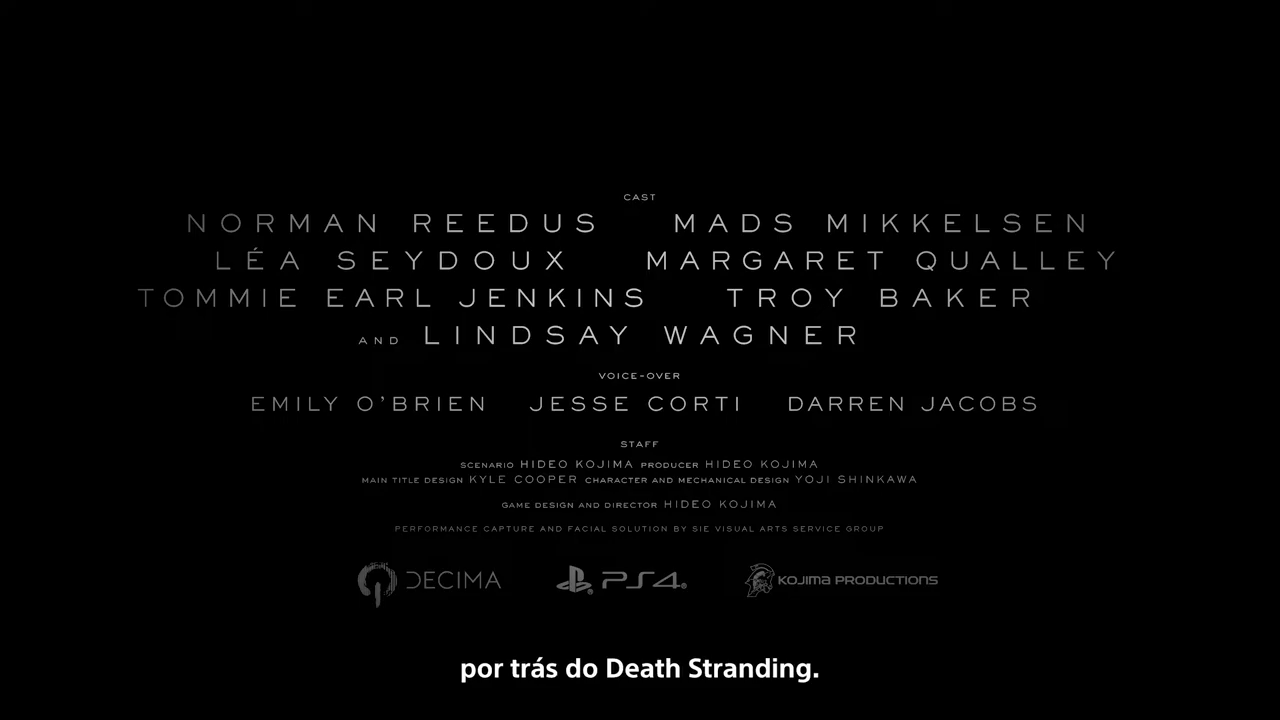 CAST
NORMAN REEDUS MADS MIKKELSEN
LÉA SEYDOUX MARGARET QUALLEY
TOMMIE EARL JENKINS TROY BAKER
AND LINDSAY WAGNER
VOICE-OVER
EMILY O'BRIEN JESSE CORTI DARREN JACOBS
STAFF
SCENARIO HIDEO KOJIMA PRODUCER HIDEO KOJIMA
MAIN TITLE DESIGN KYLE COOPER CHARACTER AND MECHANICAL DESIGN YOJI SHINKAWA
GAME DESIGN AND DIRECTOR HIDEO KOJIMA
PERFORMANCE CAPTURE AND FACIAL SOLUTION BY SIE VISUAL ARTS SERVICE GROUP
DECIMA PS4® KOJIMA PRODUCTIONS
por trás do Death Stranding.